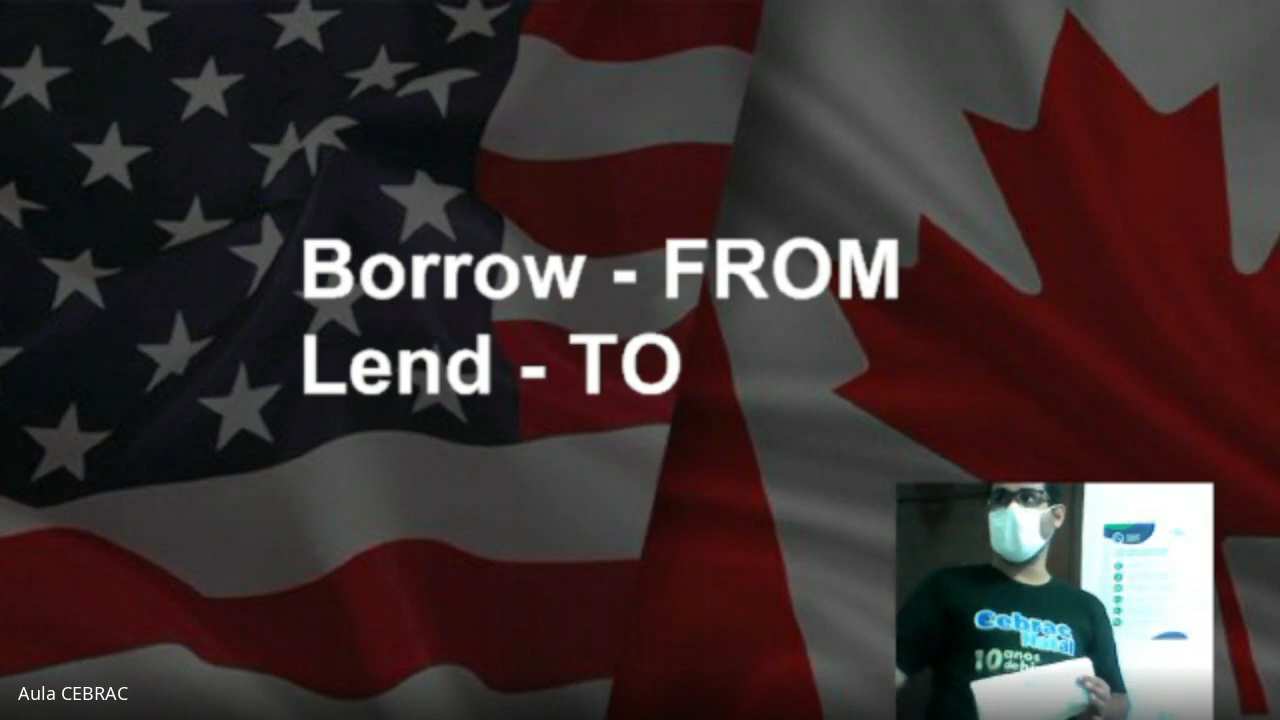 Borrow - FROM
Lend - TO
Cebrac
Natal
10 anos
Aula CEBRAC